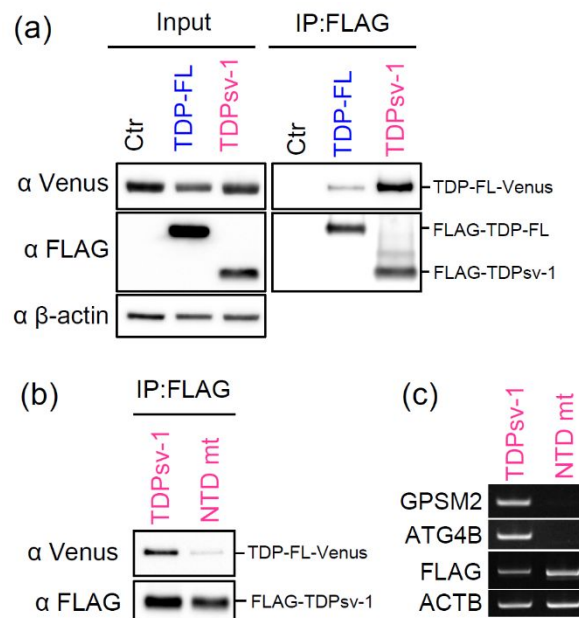 (a)
Input
IP:FLAG
Ctr
TDP-FL
TDPsv-1
Ctr
TDP-FL
TDPsv-1
α Venus
TDP-FL-Venus
α FLAG
FLAG-TDP-FL
FLAG-TDPsv-1
α β-actin
(b)
IP:FLAG
TDPsv-1
NTD mt
α Venus
TDP-FL-Venus
α FLAG
FLAG-TDPsv-1
(c)
TDPsv-1
NTD mt
GPSM2
ATG4B
FLAG
ACTB